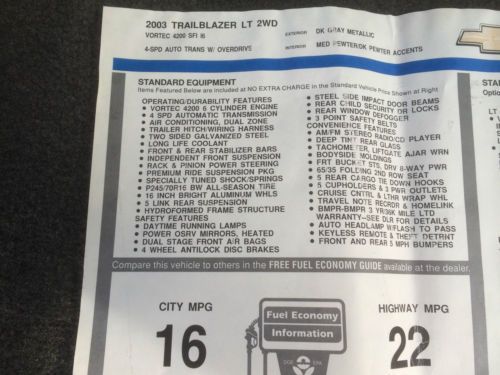 2003 TRAILBLAZER LT 2WD
VORTEC 4200 SFI I6
4-SPD AUTO TRANS W/ OVERDRIVE
EXTERIOR DK GRAY METALLIC
INTERIOR MED PEWTER/DK PEWTER ACCENTS
STANDARD EQUIPMENT
Items Featured Below are included at NO EXTRA CHARGE in the Standard Vehicle Price Shown at Right
OPERATING/DURABILITY FEATURES
• VORTEC 4200 6 CYLINDER ENGINE
• 4 SPD AUTOMATIC TRANSMISSION
• AIR CONDITIONING, DUAL ZONE
• TRAILER HITCH/WIRING HARNESS
• TWO SIDED GALVANIZED STEEL
• LONG LIFE COOLANT
• FRONT & REAR STABILIZER BARS
• INDEPENDENT FRONT SUSPENSION
• RACK & PINION POWER STEERING
• PREMIUM RIDE SUSPENSION PKG
• SPECIALLY TUNED SHOCK/SPRINGS
• P245/70R16 BW ALL-SEASON TIRE
• 16 INCH BRIGHT ALUMINUM WHLS
• 5 LINK REAR SUSPENSION
• HYDROFORMED FRAME STRUCTURE
SAFETY FEATURES
• DAYTIME RUNNING LAMPS
• POWER OSRV MIRRORS, HEATED
• DUAL STAGE FRONT AIR BAGS
• 4 WHEEL ANTILOCK DISC BRAKES
• STEEL SIDE IMPACT DOOR BEAMS
• REAR CHILD SECURITY DR LOCKS
• REAR WINDOW DEFOGGER
• 3 POINT SAFETY BELTS
CONVENIENCE FEATURES
• AM/FM STEREO RADIO/CD PLAYER
• DEEP TINT REAR GLASS
• TACHOMETER LIFTGATE AJAR WRN
• BODYSIDE MOLDINGS
• FRT BUCKET STS, DRV 8-WAY PWR
• 65/35 FOLDING 2ND ROW SEAT
• 5 REAR CARGO TIE DOWN HOOKS
• 5 CUPHOLDERS & 3 PWR OUTLETS
• CRUISE CNTRL & LTHR WRAP WHL
• TRAVEL NOTE RECRDR & HOMELINK
• BMPR-BMPR 3 YR/36K MILE LTD
WARRANTY--SEE DLR FOR DETAILS
• AUTO HEADLAMP W/FLASH TO PASS
• KEYLESS REMOTE & THEFT DETRNT
• FRONT AND REAR 5 MPH BUMPERS
Compare this vehicle to others in the FREE FUEL ECONOMY GUIDE available at the dealer.
CITY MPG
16
Fuel Economy
Information
DOE EPA
HIGHWAY MPG
22